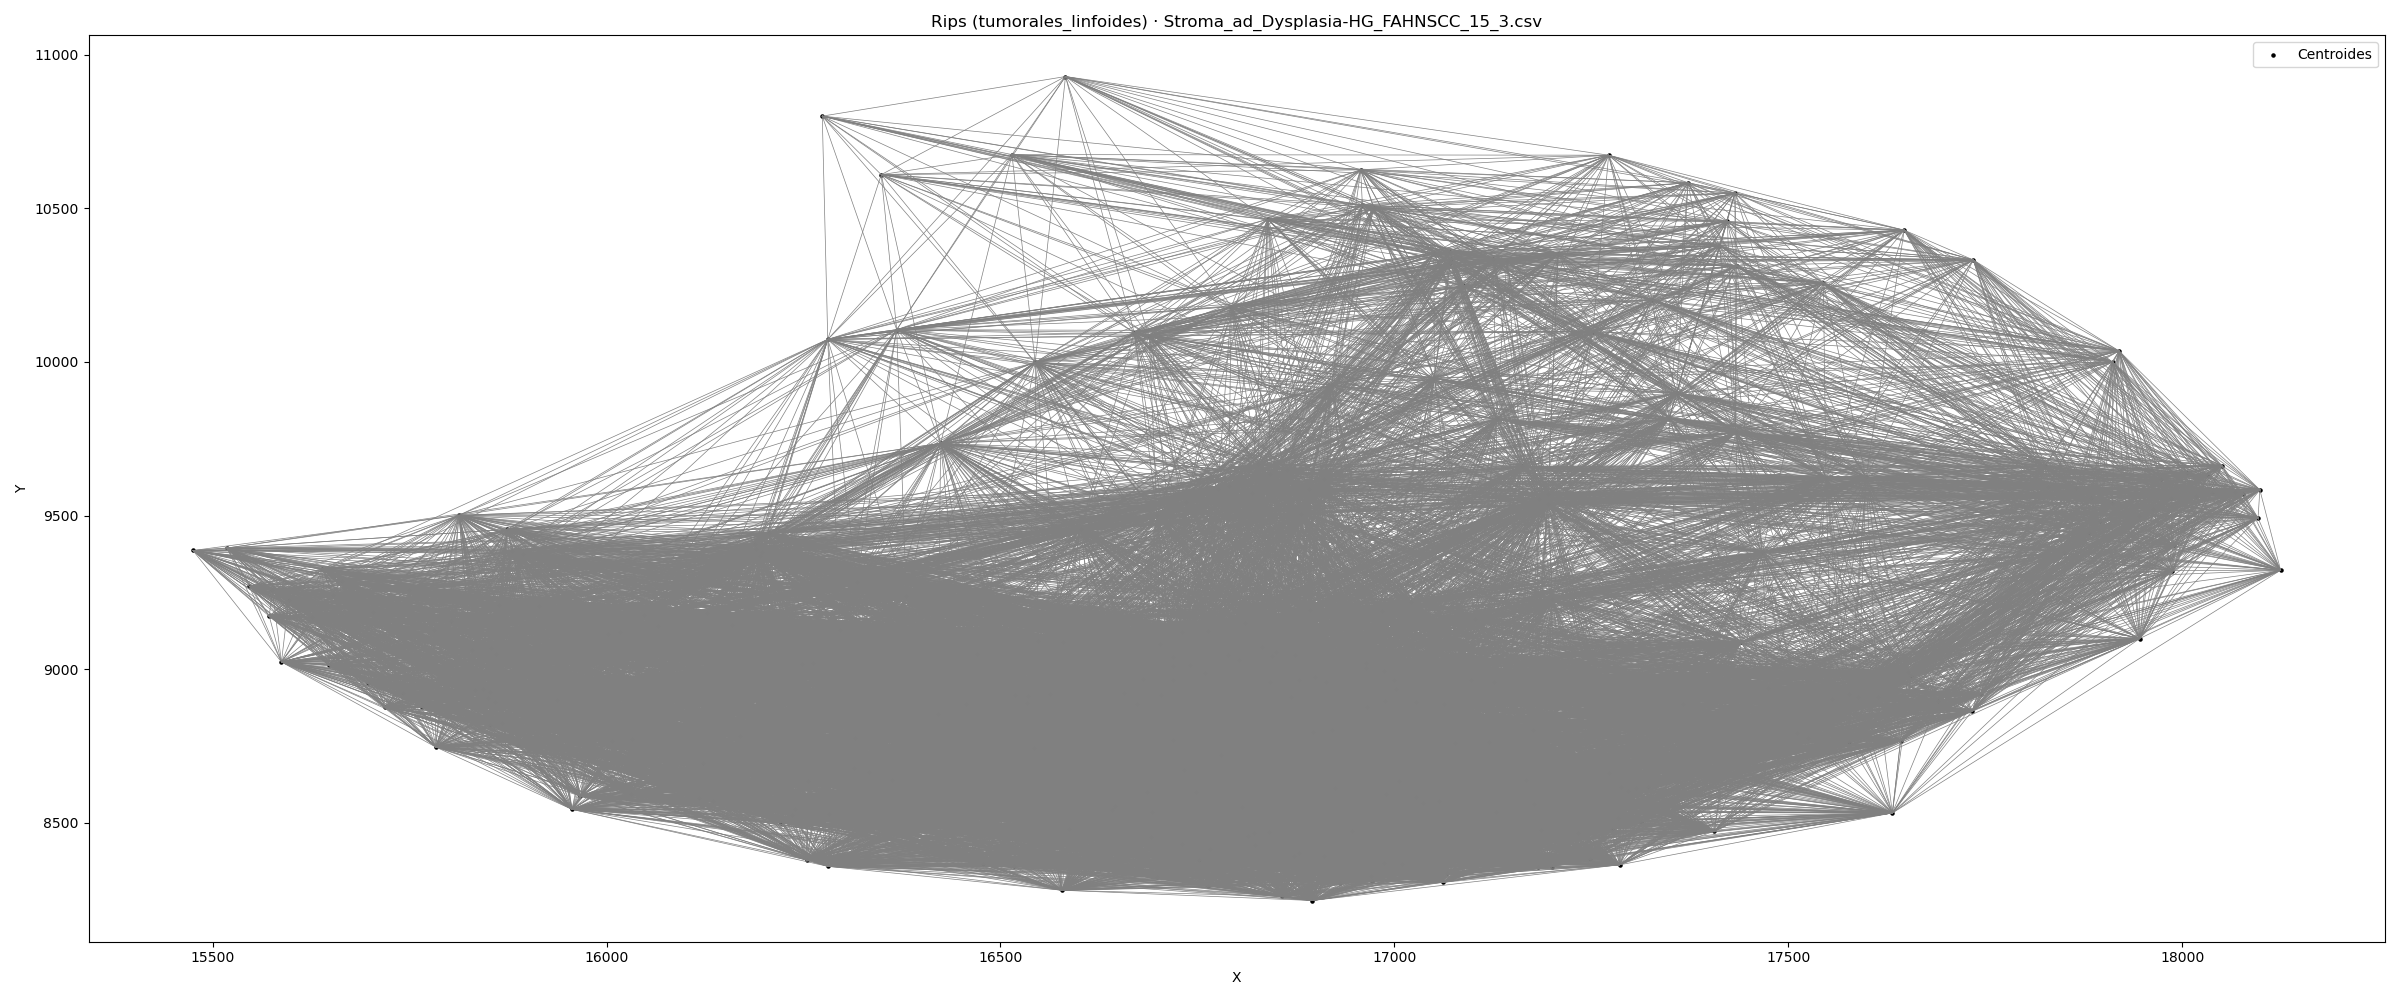 Rips (tumorales_linfoides) · Stroma_ad_Dysplasia-HG_FAHNSCC_15_3.csv
Centroides
11000
10500
10000
9500
9000
8500
Y
15500 16000 16500 17000 17500 18000
X